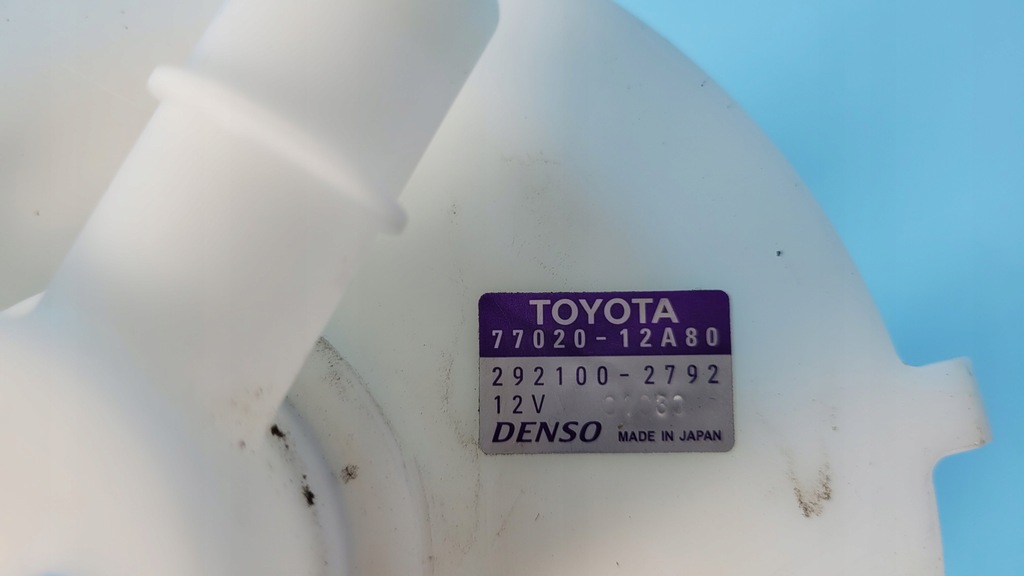 TOYOTA
77020-12A80
292100-2792
12V
DENSO MADE IN JAPAN